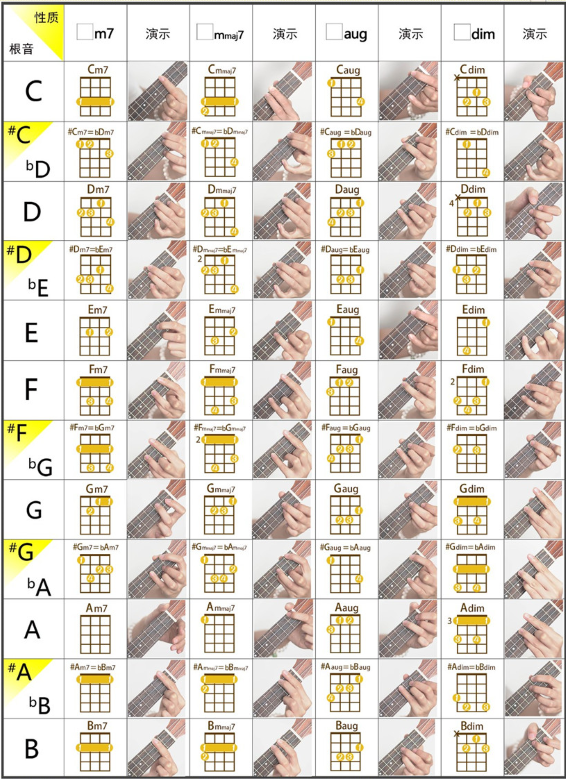 性质
根音
m7 演示 mmaj7 演示 aug 演示 dim 演示
C Cm7 Cmmaj7 Caug Cdim
#C bD #Cm7=bDm7 #Cmmaj7=bDmmaj7 #Caug=bDaug #Cdim=bDdim
D Dm7 Dmmaj7 Daug Ddim
4
#D bE #Dm7=bEm7 #Dmmaj7=bEmmaj7 #Daug=bEaug #Ddim=bEdim
2
E Em7 Emmaj7 Eaug Edim
F Fm7 Fmmaj7 Faug Fdim
2
#F bG #Fm7=bGm7 #Fmmaj7=bGmmaj7 #Faug=bGaug #Fdim=bGdim
2
G Gm7 Gmmaj7 Gaug Gdim
#G bA #Gm7=bAm7 #Gmmaj7=bAmmaj7 #Gaug=bAaug #Gdim=bAdim
A Am7 Ammaj7 Aaug Adim
3
#A bB #Am7=bBm7 #Ammaj7=bBmmaj7 #Aaug=bBaug #Adim=bBdim
B Bm7 Bmmaj7 Baug Bdim